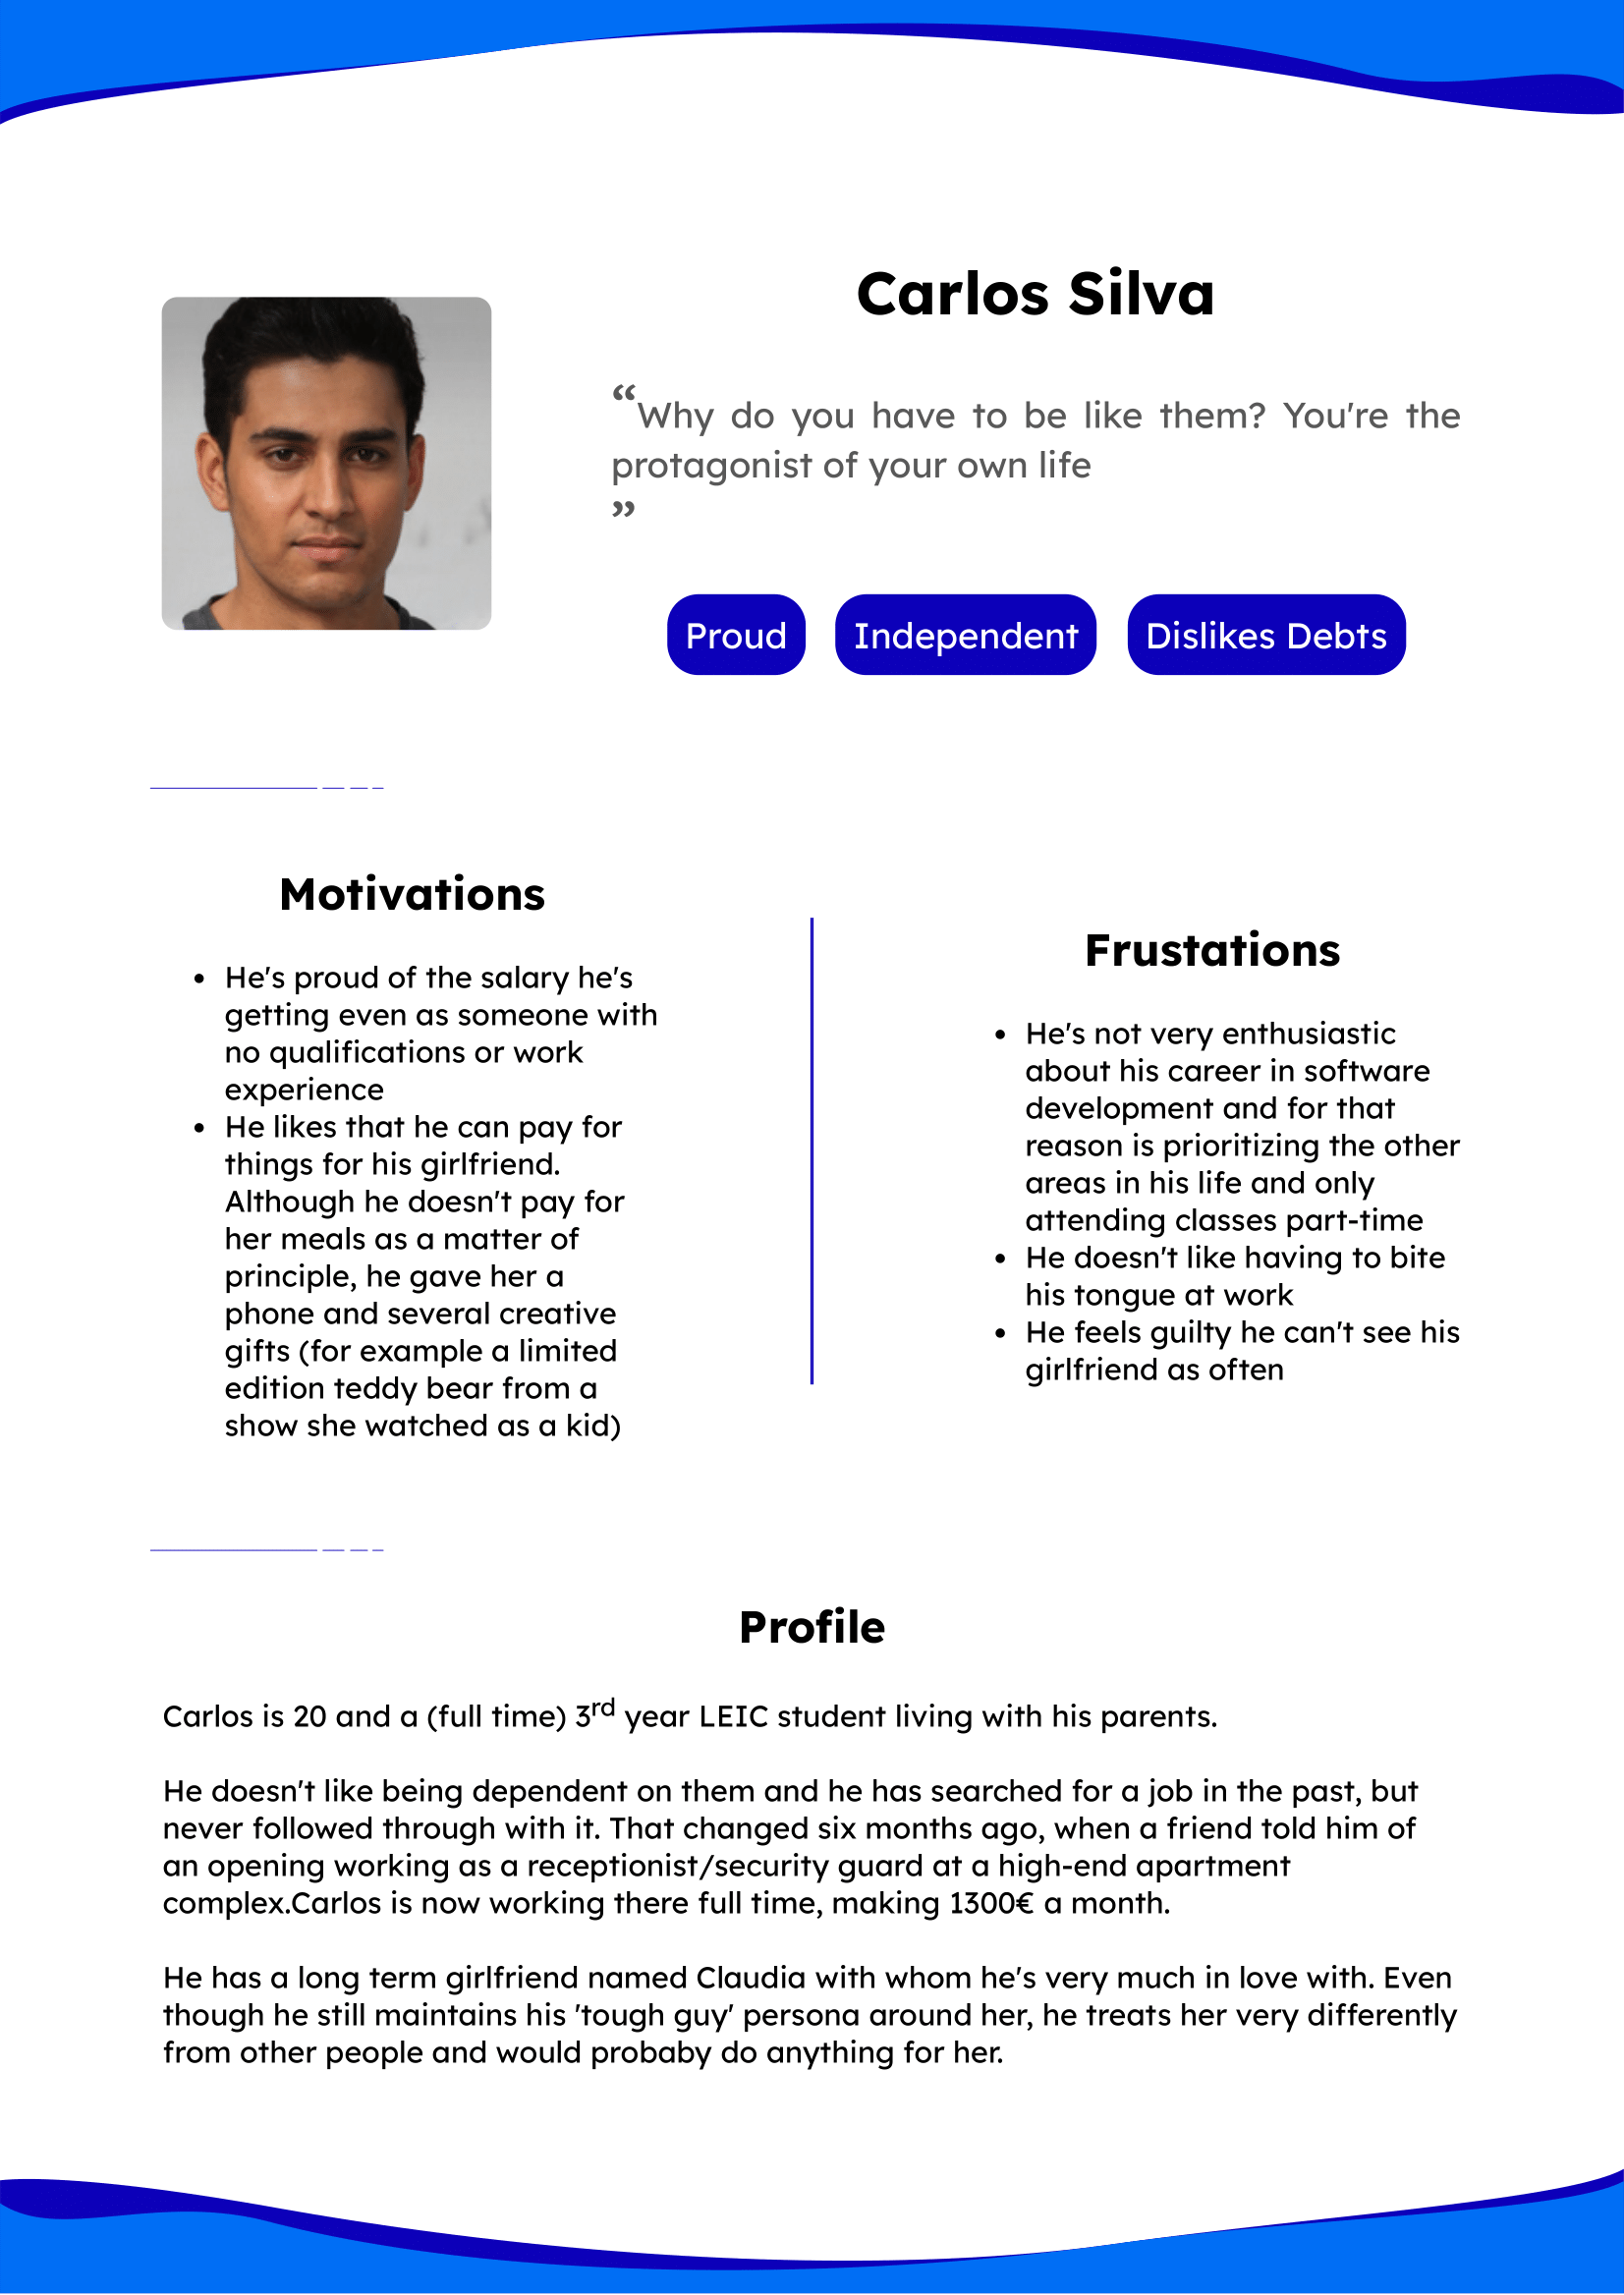 Carlos Silva
“Why do you have to be like them? You're the
protagonist of your own life
”
Proud
Independent
Dislikes Debts
Motivations
• He's proud of the salary he's
getting even as someone with
no qualifications or work
experience
• He likes that he can pay for
things for his girlfriend.
Although he doesn't pay for
her meals as a matter of
principle, he gave her a
phone and several creative
gifts (for example a limited
edition teddy bear from a
show she watched as a kid)
Frustations
• He's not very enthusiastic
about his career in software
development and for that
reason is prioritizing the other
areas in his life and only
attending classes part-time
• He doesn't like having to bite
his tongue at work
• He feels guilty he can't see his
girlfriend as often
Profile
Carlos is 20 and a (full time) 3rd year LEIC student living with his parents.
He doesn't like being dependent on them and he has searched for a job in the past, but
never followed through with it. That changed six months ago, when a friend told him of
an opening working as a receptionist/security guard at a high-end apartment
complex.Carlos is now working there full time, making 1300€ a month.
He has a long term girlfriend named Claudia with whom he's very much in love with. Even
though he still maintains his 'tough guy' persona around her, he treats her very differently
from other people and would probaby do anything for her.